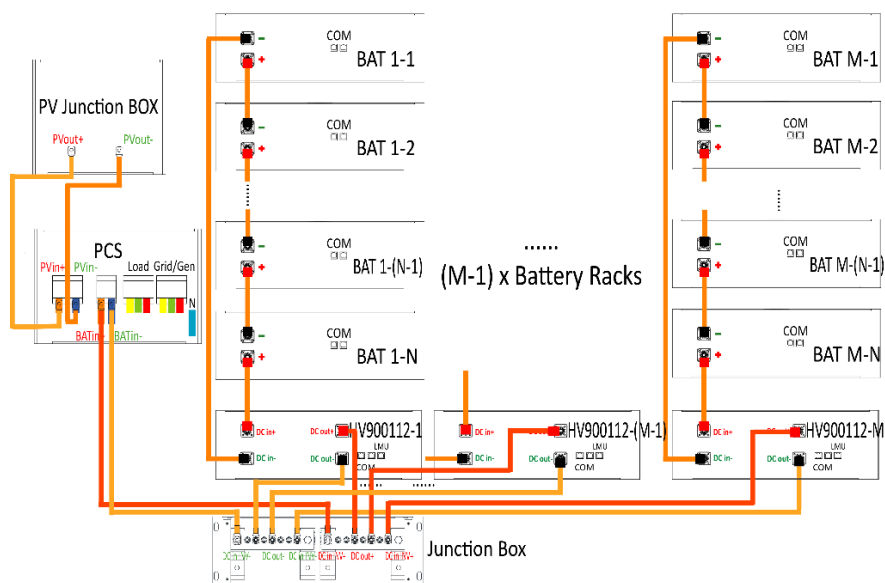 COM
BAT 1-1
COM
BAT M-1
PV Junction BOX
PVout+ PVout-
COM
BAT 1-2
COM
BAT M-2
......
......
PCS
PVin+ PVin- Load Grid/Gen
N
BATin+ BATin-
COM
BAT 1-(N-1)
......
(M-1) x Battery Racks
COM
BAT M-(N-1)
COM
BAT 1-N
COM
BAT M-N
DC in+ DC out+ HV900112-1
LMU
DC in- DC out- COM
DC in+ HV900112-(M-1)
LMU
DC in- DC out- COM
DC in+ DC out+ HV900112-M
LMU
DC in- DC out- COM
...... ......
DC out- DC out+
Junction Box